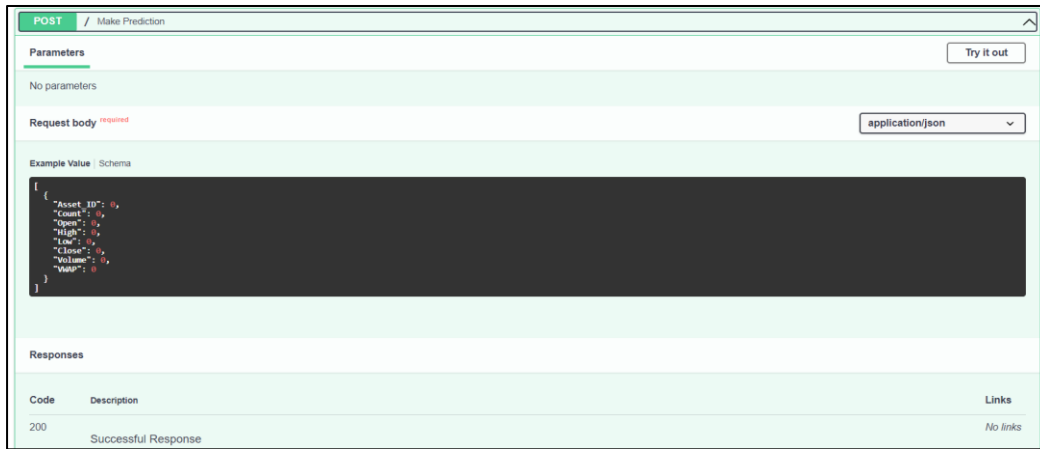 POST / Make Prediction
Parameters
Try it out
No parameters
Request body required
application/json
Example Value | Schema
[
{
"Asset_ID": 0,
"Count": 0,
"Open": 0,
"High": 0,
"Low": 0,
"Close": 0,
"Volume": 0,
"VWAP": 0
}
]
Responses
Code Description Links
200 Successful Response No links